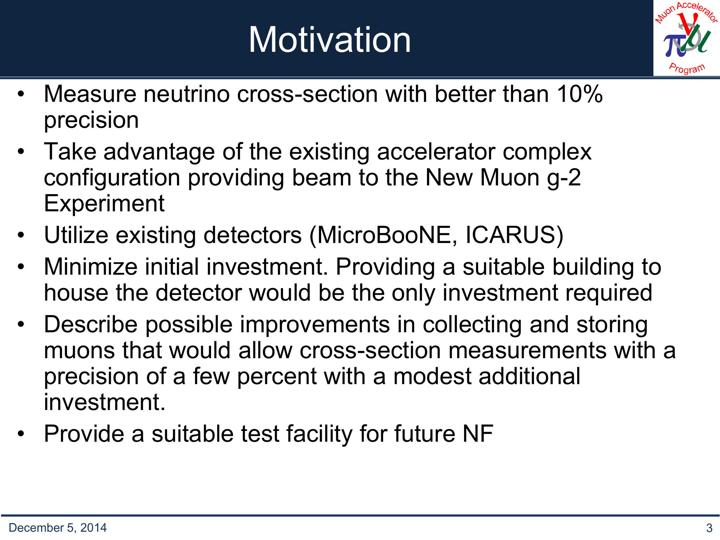 Motivation
Muon Accelerator
πνμ
Program
• Measure neutrino cross-section with better than 10%
precision
• Take advantage of the existing accelerator complex
configuration providing beam to the New Muon g-2
Experiment
• Utilize existing detectors (MicroBooNE, ICARUS)
• Minimize initial investment. Providing a suitable building to
house the detector would be the only investment required
• Describe possible improvements in collecting and storing
muons that would allow cross-section measurements with a
precision of a few percent with a modest additional
investment.
• Provide a suitable test facility for future NF
December 5, 2014
3